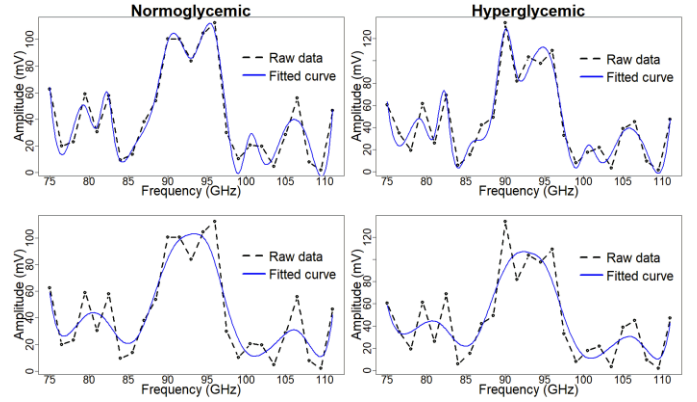 Normoglycemic
Hyperglycemic
Amplitude (mV)
0 20 40 60 80 100
Raw data
Fitted curve
75 80 85 90 95 100 105 110
Frequency (GHz)
Amplitude (mV)
0 40 80 120
Raw data
Fitted curve
75 80 85 90 95 100 105 110
Frequency (GHz)
Amplitude (mV)
0 20 40 60 80 100
Raw data
Fitted curve
75 80 85 90 95 100 105 110
Frequency (GHz)
Amplitude (mV)
0 20 40 60 80 120
Raw data
Fitted curve
75 80 85 90 95 100 105 110
Frequency (GHz)